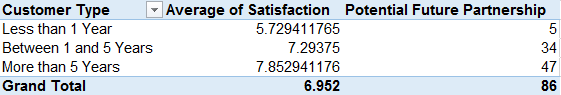 Customer Type Average of Satisfaction Potential Future Partnership
Less than 1 Year 5.729411765 5
Between 1 and 5 Years 7.29375 34
More than 5 Years 7.852941176 47
Grand Total 6.952 86